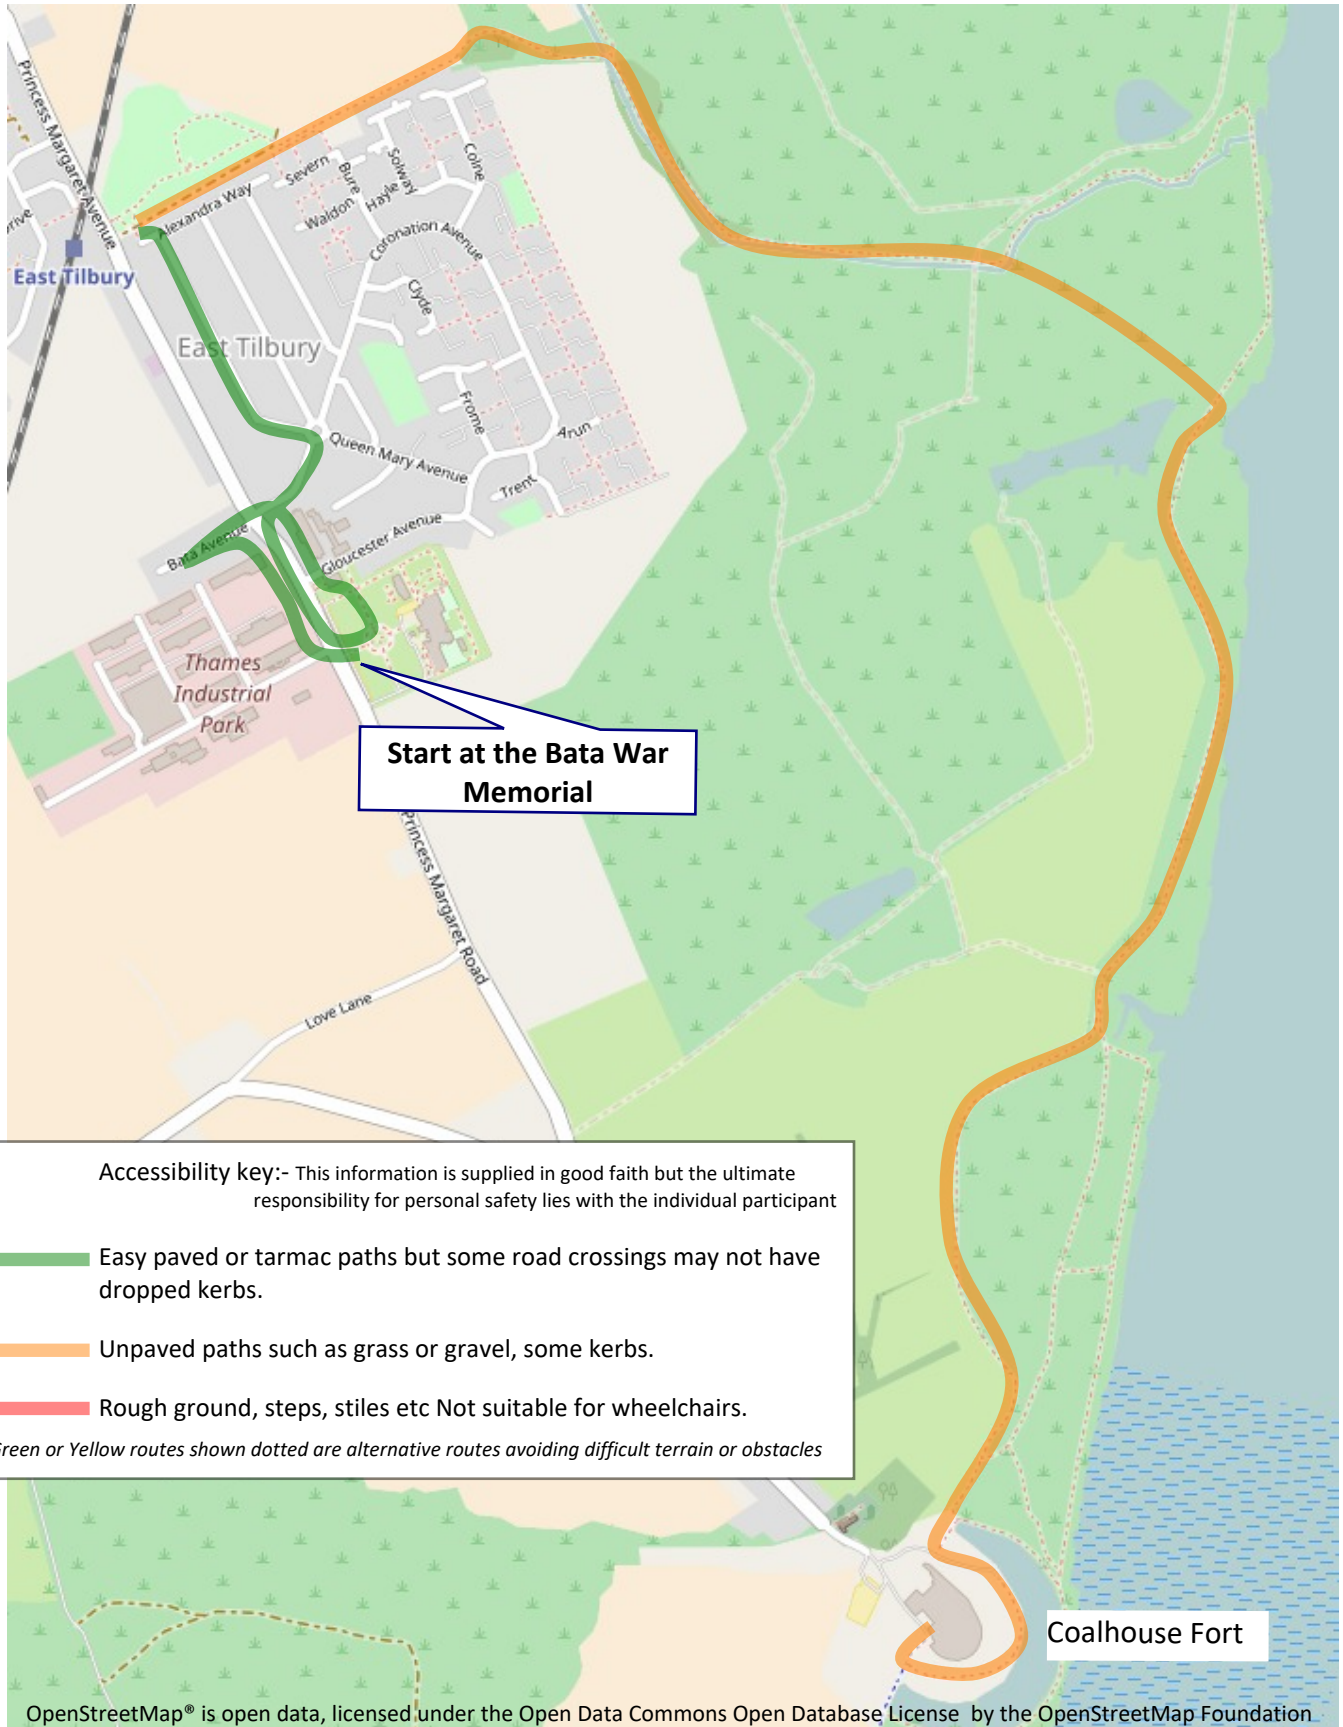 Princess Margaret Avenue
Severn
Bure
Solway
Colne
Hayle
Waldon
Alexandra Way
Coronation Avenue
East Tilbury
Clyde
East Tilbury
Frome
Arun
Queen Mary Avenue
Trent
Bata Avenue
Gloucester Avenue
Thames
Industrial
Park
Start at the Bata War
Memorial
Princess Margaret Road
Love Lane
Accessibility key:- This information is supplied in good faith but the ultimate
responsibility for personal safety lies with the individual participant
Easy paved or tarmac paths but some road crossings may not have
dropped kerbs.
Unpaved paths such as grass or gravel, some kerbs.
Rough ground, steps, stiles etc Not suitable for wheelchairs.
Green or Yellow routes shown dotted are alternative routes avoiding difficult terrain or obstacles
Coalhouse Fort
OpenStreetMap® is open data, licensed under the Open Data Commons Open Database License by the OpenStreetMap Foundation